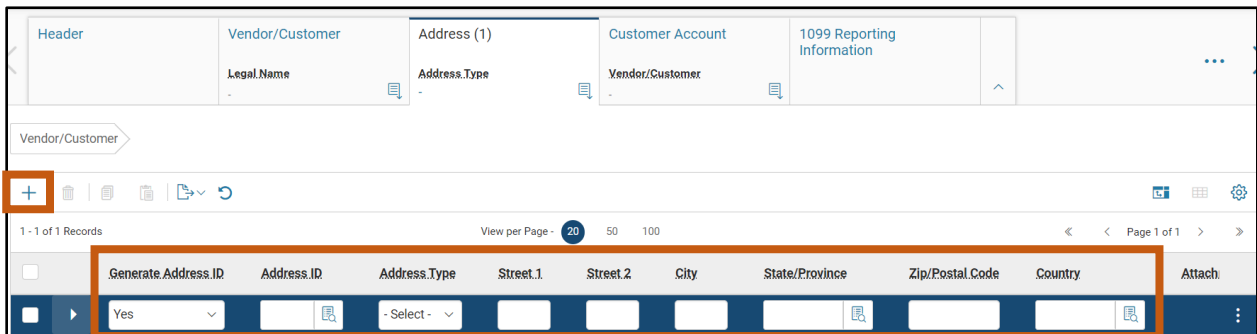 Header
Vendor/Customer
Legal Name
-
Address (1)
Address Type
-
Customer Account
Vendor/Customer
-
1099 Reporting
Information
Vendor/Customer
1 - 1 of 1 Records
View per Page - 20 50 100
Page 1 of 1
Generate Address ID Address ID Address Type Street 1 Street 2 City State/Province Zip/Postal Code Country Attach
Yes - Select -